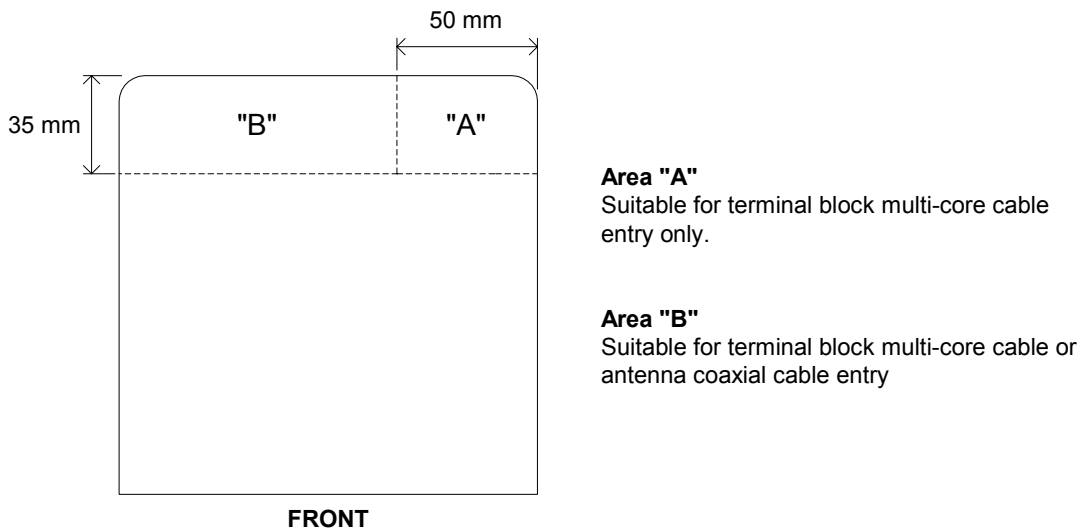 50 mm
35 mm
"B"
"A"
Area "A"
Suitable for terminal block multi-core cable
entry only.
Area "B"
Suitable for terminal block multi-core cable or
antenna coaxial cable entry
FRONT